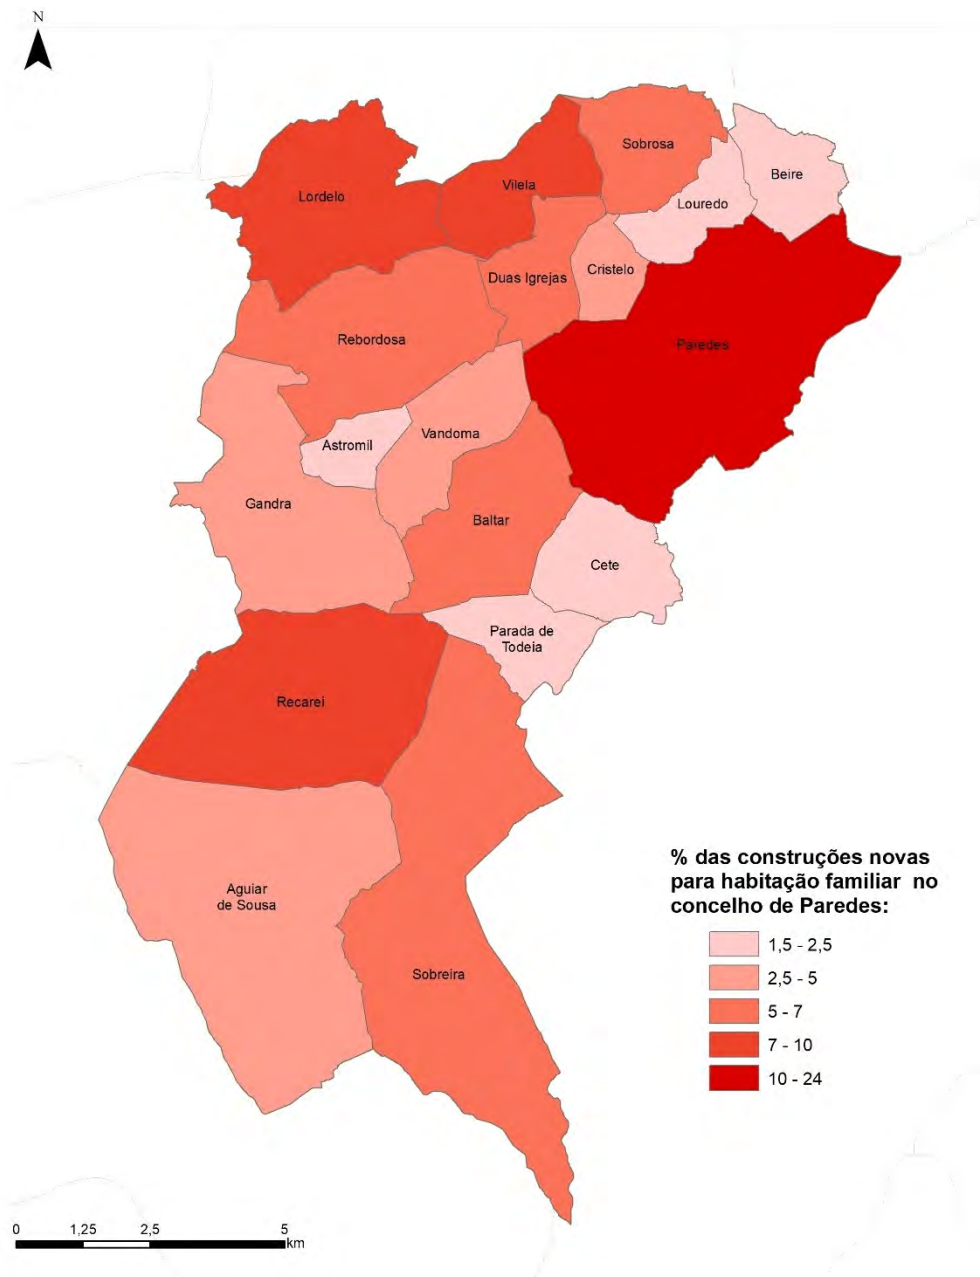 N
Sobrosa
Beire
Vilela
Lordelo
Louredo
Cristelo
Duas Igrejas
Rebordosa
Paredes
Vandoma
Astromil
Gandra
Baltar
Cete
Parada de
Todeia
Recarei
% das construções novas
para habitação familiar no
concelho de Paredes:
Aguiar
de Sousa
1,5 - 2,5
2,5 - 5
Sobreira
5 - 7
7 - 10
10 - 24
0 1,25 2,5 5
km